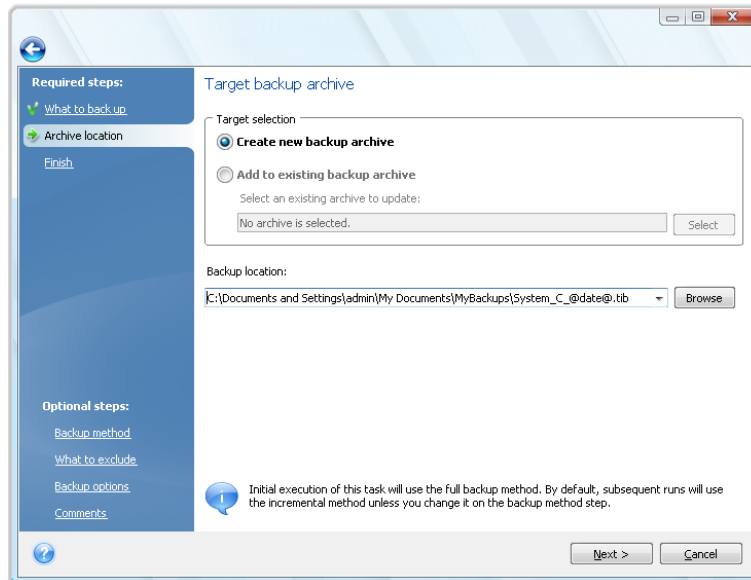 Required steps:
What to back up
Archive location
Finish
Optional steps:
Backup method
What to exclude
Backup options
Comments
Target backup archive
Target selection
Create new backup archive
Add to existing backup archive
Select an existing archive to update:
No archive is selected.
Select
Backup location:
C:\Documents and Settings\admin\My Documents\MyBackups\System_C_@date@.tib
Browse
Initial execution of this task will use the full backup method. By default, subsequent runs will use
the incremental method unless you change it on the backup method step.
Next >
Cancel